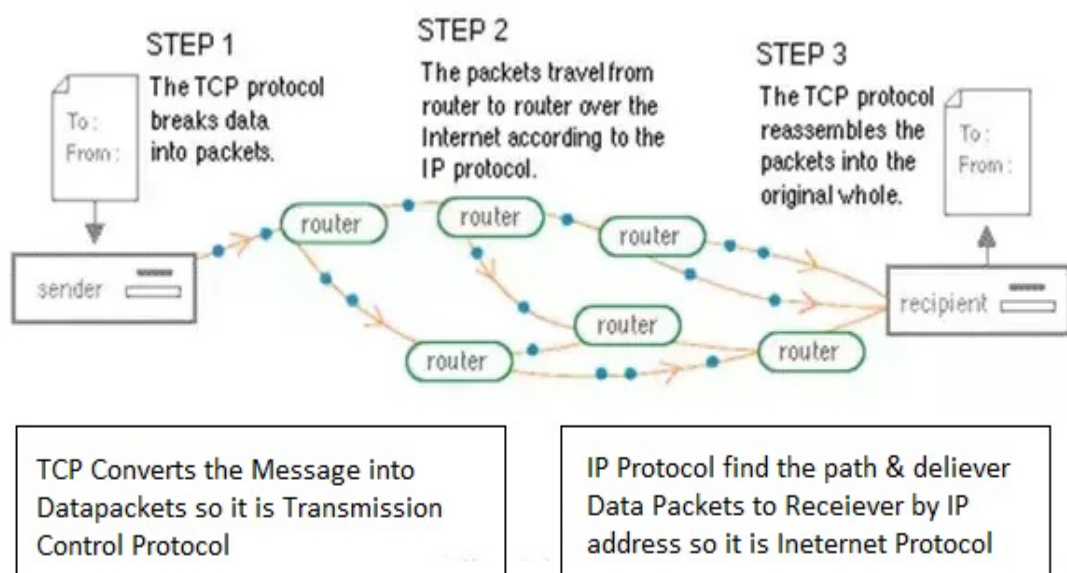 STEP 1
The TCP protocol
breaks data
into packets.
To :
From :
STEP 2
The packets travel from
router to router over the
Internet according to the
IP protocol.
STEP 3
The TCP protocol
reassembles the
packets into the
original whole.
To :
From :
sender
router
router
router
router
router
router
recipient
TCP Converts the Message into
Datapackets so it is Transmission
Control Protocol
IP Protocol find the path & deliever
Data Packets to Receiever by IP
address so it is Ineternet Protocol